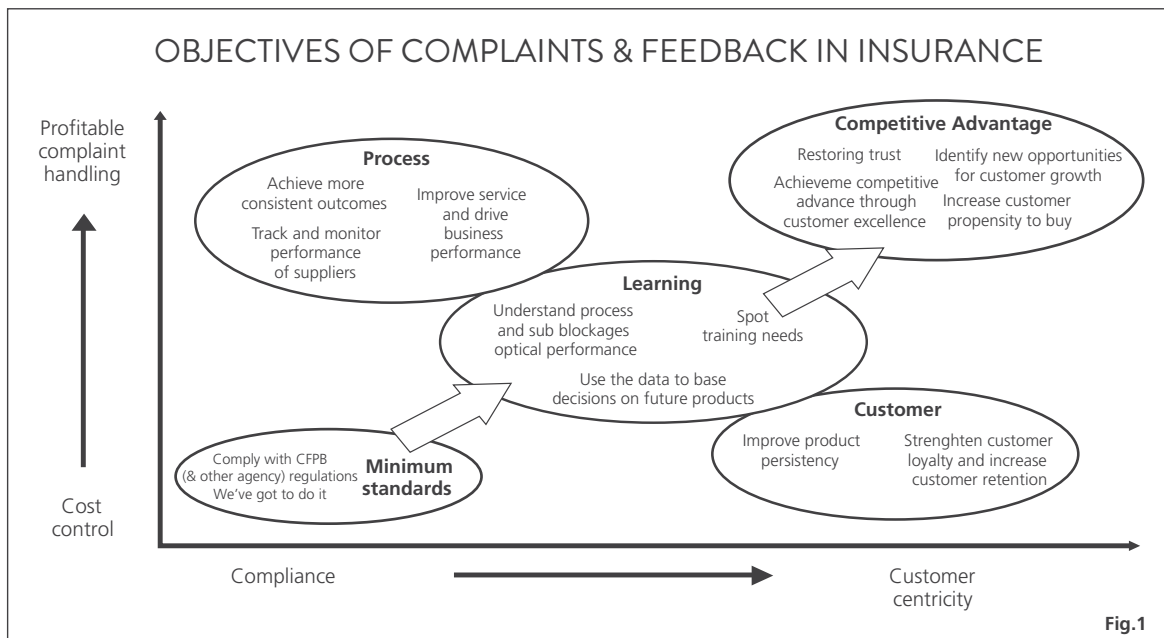 OBJECTIVES OF COMPLAINTS & FEEDBACK IN INSURANCE
Profitable
complaint
handling
Cost
control
Process
Achieve more
consistent outcomes
Track and monitor
performance
of suppliers
Improve service
and drive
business
performance
Competitive Advantage
Restoring trust
Achieveme competitive
advance through
customer excellence
Identify new opportunities
for customer growth
Increase customer
propensity to buy
Learning
Understand process
and sub blockages
optical performance
Spot
training needs
Use the data to base
decisions on future products
Comply with CFPB
(& other agency) regulations
We've got to do it
Minimum
standards
Customer
Improve product
persistency
Strenghten customer
loyalty and increase
customer retention
Compliance
Customer
centricity
Fig.1